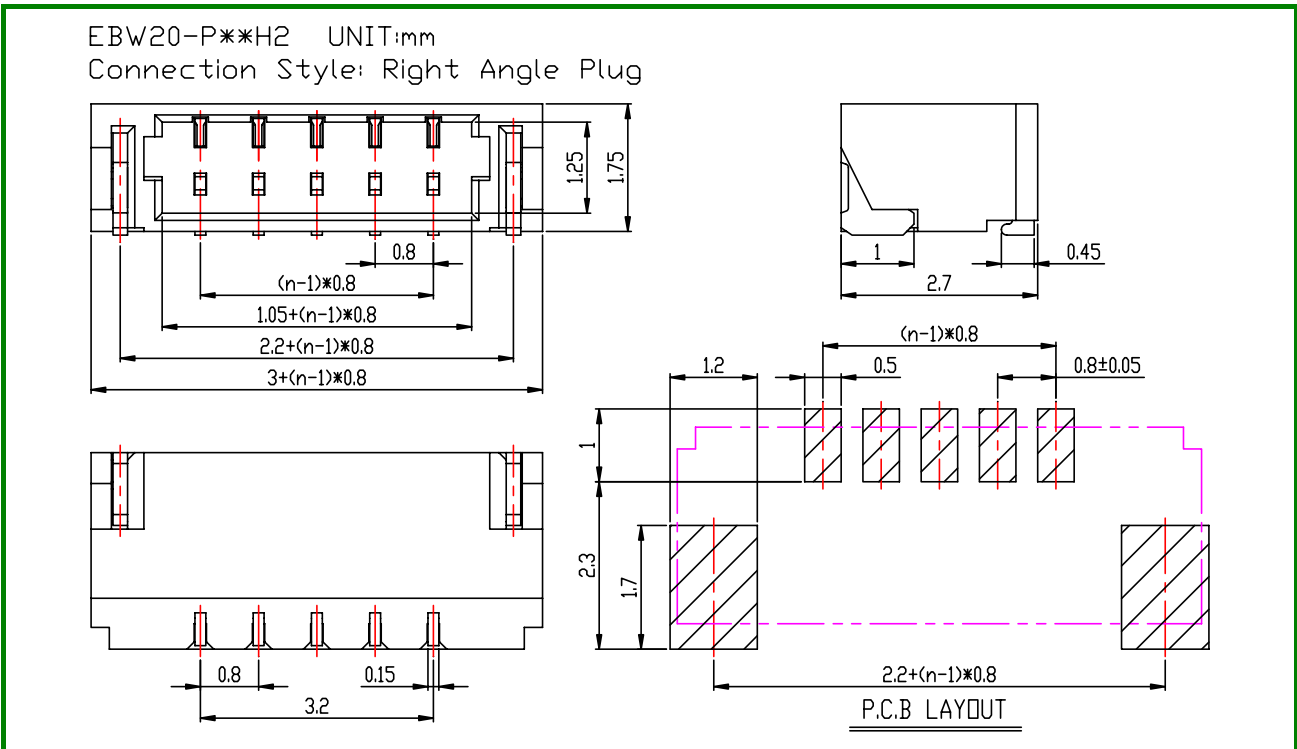 EBW20-P**H2 UNIT:mm
Connection Style: Right Angle Plug
1.25
1.75
0.8
(n-1)*0.8
1.05+(n-1)*0.8
2.2+(n-1)*0.8
3+(n-1)*0.8
1
0.45
2.7
(n-1)*0.8
1.2
0.5
0.8±0.05
1
2.3
1.7
2.2+(n-1)*0.8
P.C.B LAYOUT
0.8
0.15
3.2